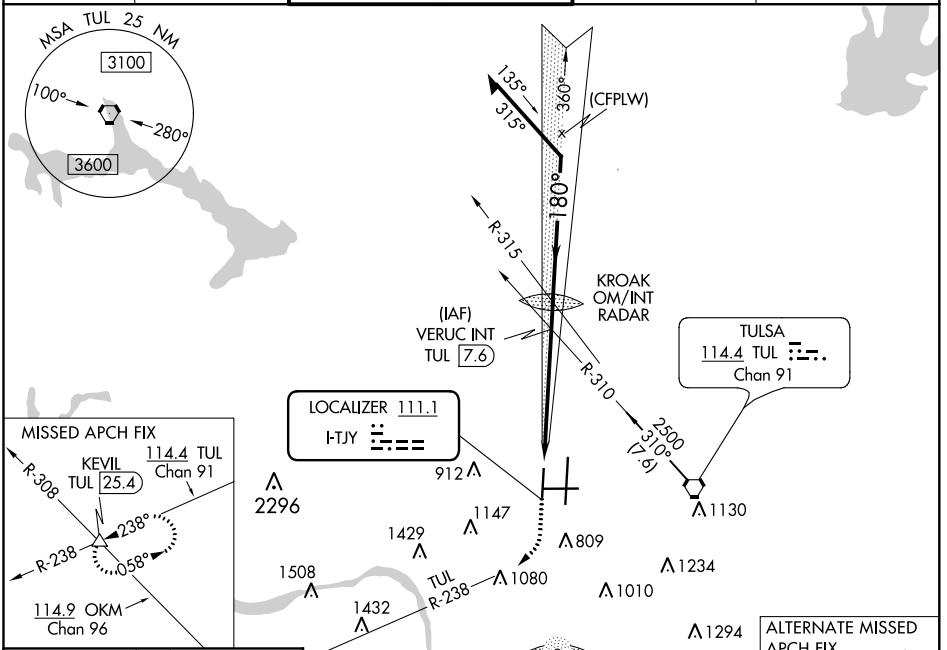 MSA TUL 25 NM
3100
100°
280°
3600
135°
315°
360°
(CFPLW)
180°
R-315
KROAK
OM/INT
RADAR
(IAF)
VERUC INT
TUL 7.6
R-310
TULSA
114.4 TUL
Chan 91
2500
310°
(7.6)
LOCALIZER 111.1
I-TJY
MISSED APCH FIX
R-308
KEVIL
TUL 25.4
114.4 TUL
Chan 91
238°
R-238
058°
114.9 OKM
Chan 96
2296
912
1147
1429
809
1130
1508
1432
TUL
R-238
1080
1234
1010
1294
ALTERNATE MISSED
APCH FIX